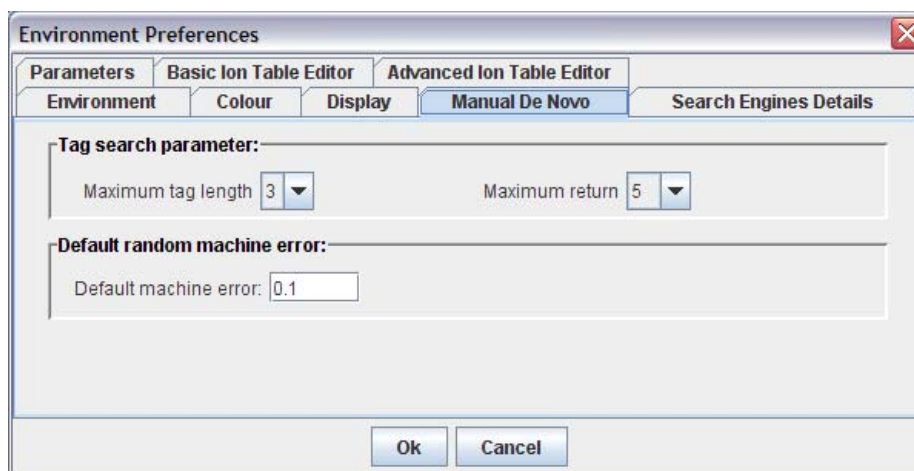 Environment Preferences
Parameters Basic Ion Table Editor Advanced Ion Table Editor
Environment Colour Display Manual De Novo Search Engines Details
Tag search parameter:
Maximum tag length 3 Maximum return 5
Default random machine error:
Default machine error: 0.1
Ok Cancel